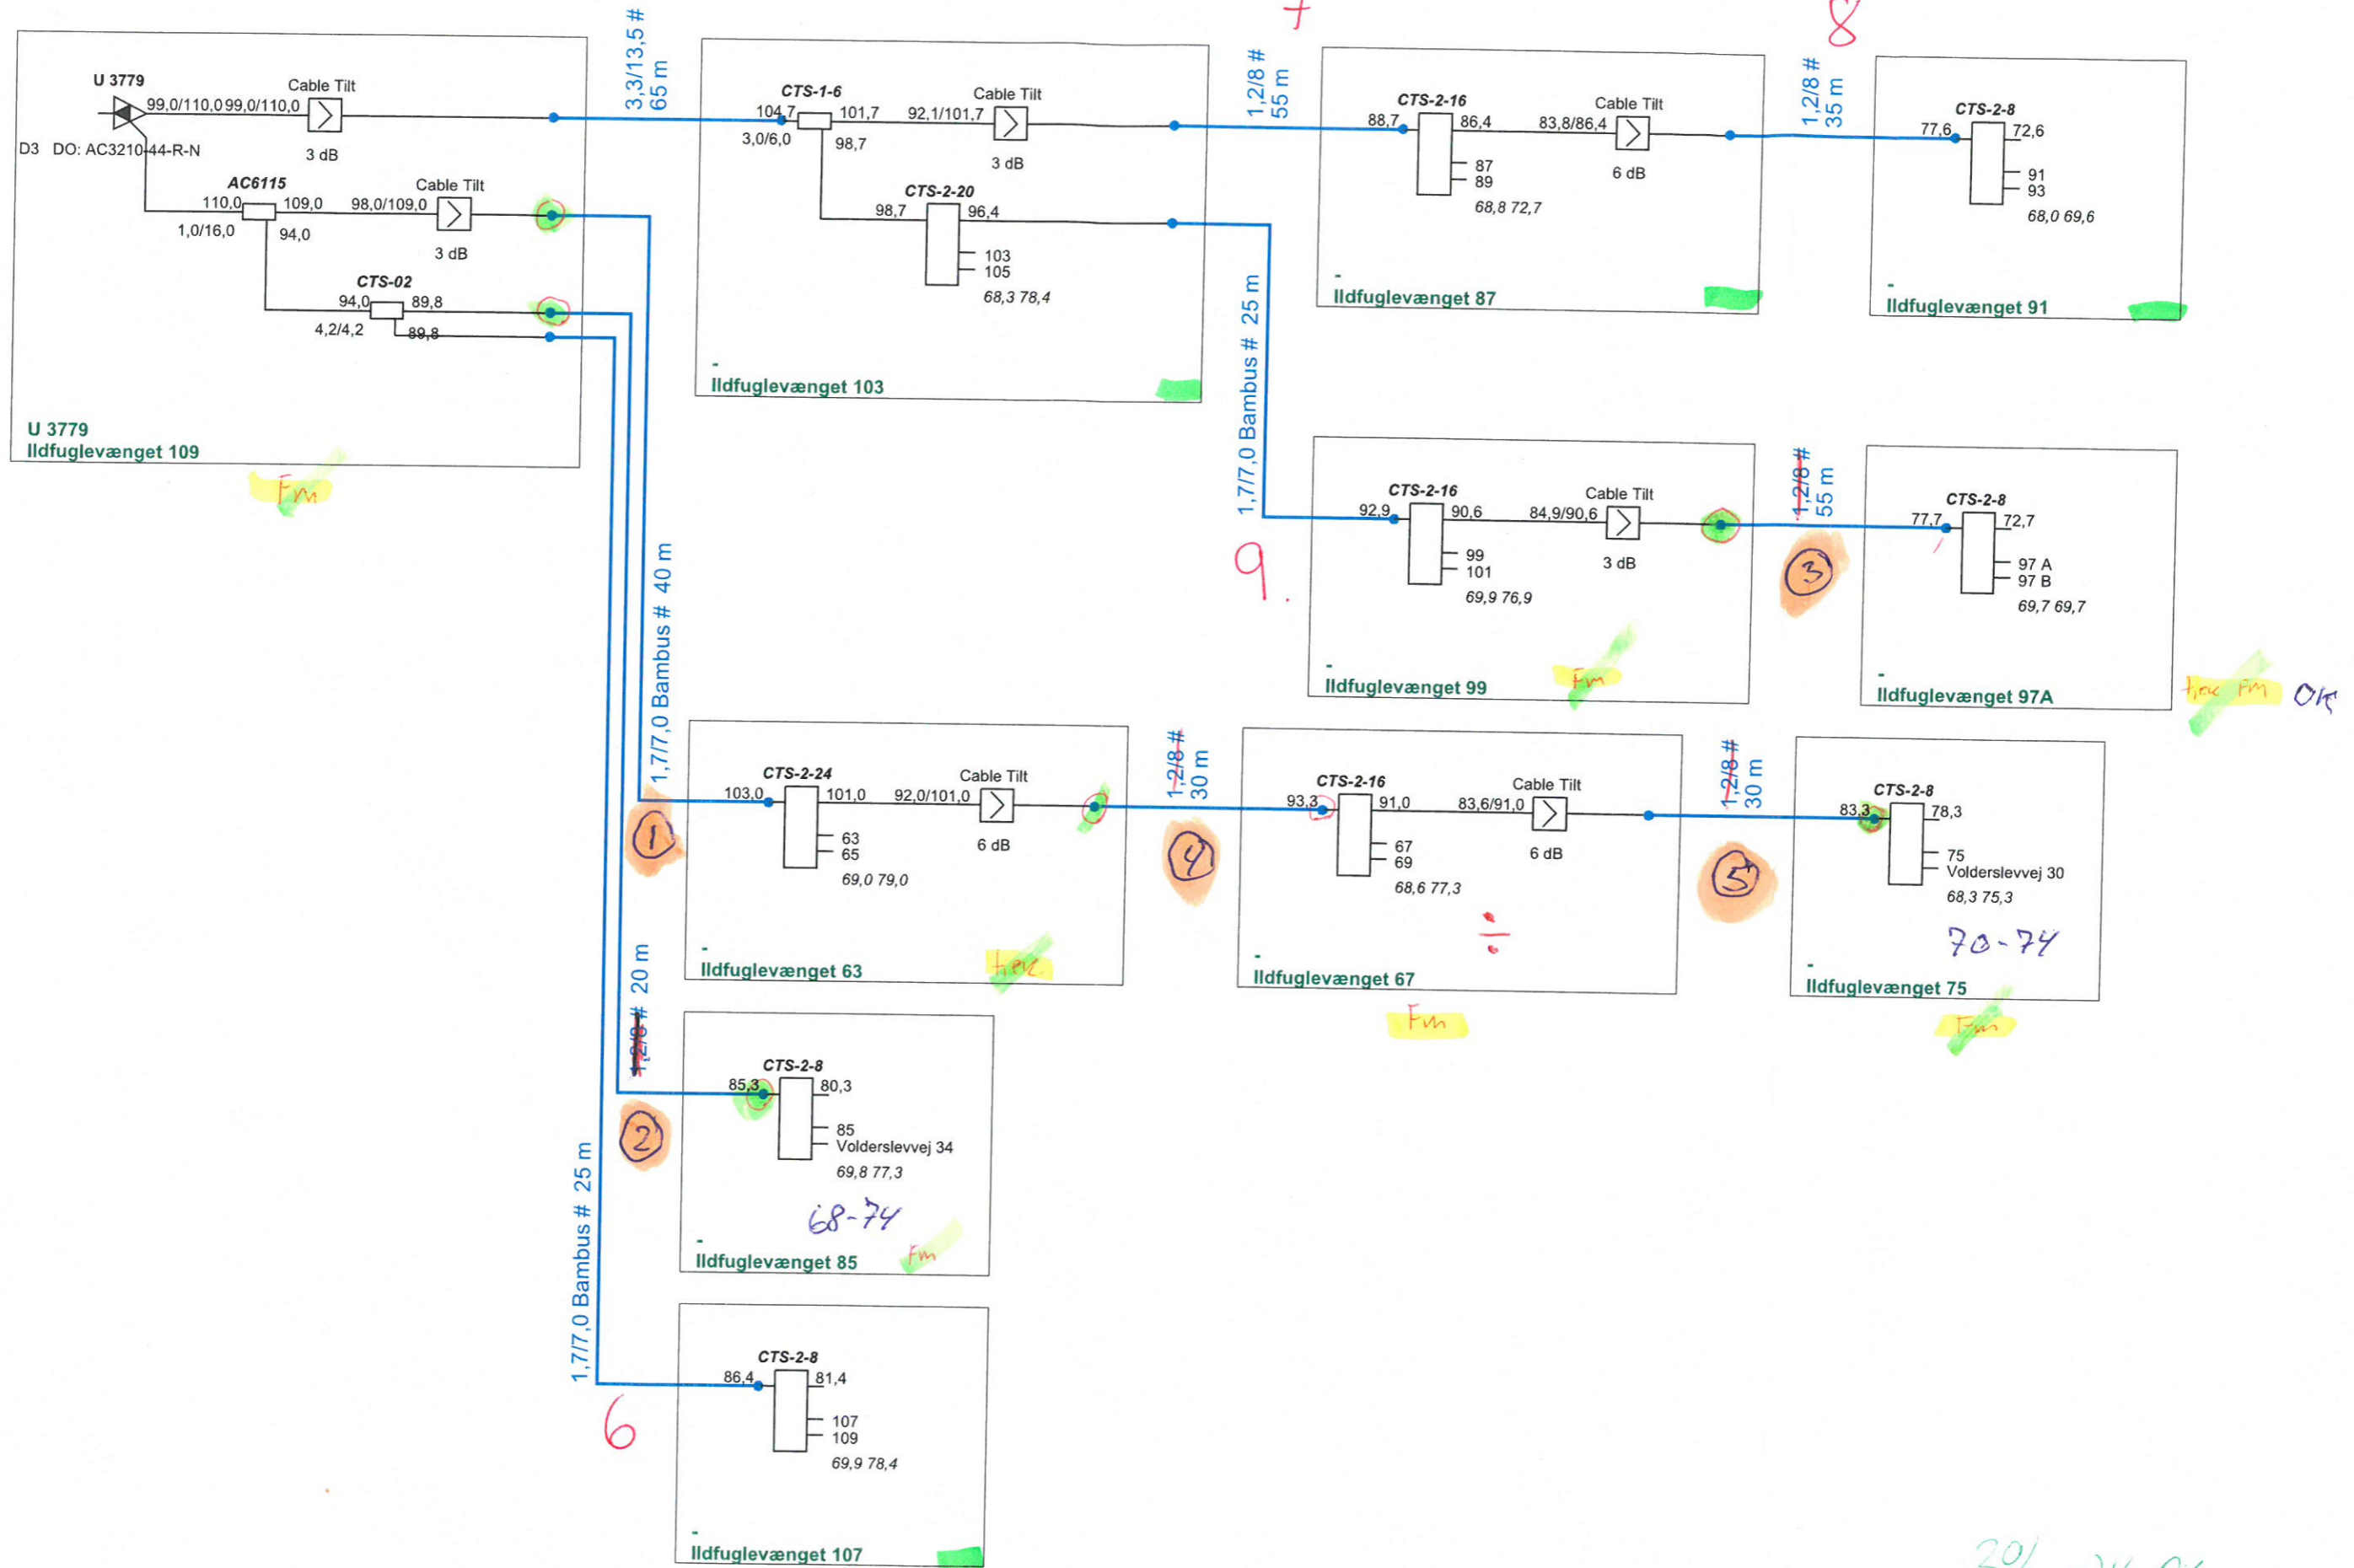 7
8
U 3779
99,0/110,0 99,0/110,0
Cable Tilt
3 dB
D3 DO: AC3210-44-R-N
AC6115
110,0
109,0
98,0/109,0
Cable Tilt
3 dB
1,0/16,0
94,0
CTS-02
94,0
89,8
4,2/4,2
89,8
U 3779
Ildfuglevænget 109
Fm
3,3/13,5 #
65 m
CTS-1-6
104,7
101,7
92,1/101,7
Cable Tilt
3 dB
3,0/6,0
98,7
CTS-2-20
98,7
96,4
103
105
68,3 78,4
-
Ildfuglevænget 103
1,2/8 #
55 m
CTS-2-16
88,7
86,4
83,8/86,4
Cable Tilt
6 dB
87
89
68,8 72,7
-
Ildfuglevænget 87
1,2/8 #
35 m
CTS-2-8
77,6
72,6
91
93
68,0 69,6
-
Ildfuglevænget 91
1,7/7,0 Bambus # 25 m
9.
CTS-2-16
92,9
90,6
84,9/90,6
Cable Tilt
3 dB
99
101
69,9 76,9
-
Ildfuglevænget 99
Fm
1,2/8 #
55 m
3
CTS-2-8
77,7
72,7
97 A
97 B
69,7 69,7
-
Ildfuglevænget 97A
Fm OK
1,7/7,0 Bambus # 40 m
1
CTS-2-24
103,0
101,0
92,0/101,0
Cable Tilt
6 dB
63
65
69,0 79,0
-
Ildfuglevænget 63
1,2/8 #
30 m
4
CTS-2-16
93,3
91,0
83,6/91,0
Cable Tilt
6 dB
67
69
68,6 77,3
÷
-
Ildfuglevænget 67
Fm
1,2/8 #
30 m
5
CTS-2-8
83,3
78,3
75
Volderslevvej 30
68,3 75,3
70-74
-
Ildfuglevænget 75
Fm
1,2/8 # 20 m
2
CTS-2-8
85,3
80,3
85
Volderslevvej 34
69,8 77,3
68-74
-
Ildfuglevænget 85
Fm
1,7/7,0 Bambus # 25 m
6
CTS-2-8
86,4
81,4
107
109
69,9 78,4
-
Ildfuglevænget 107